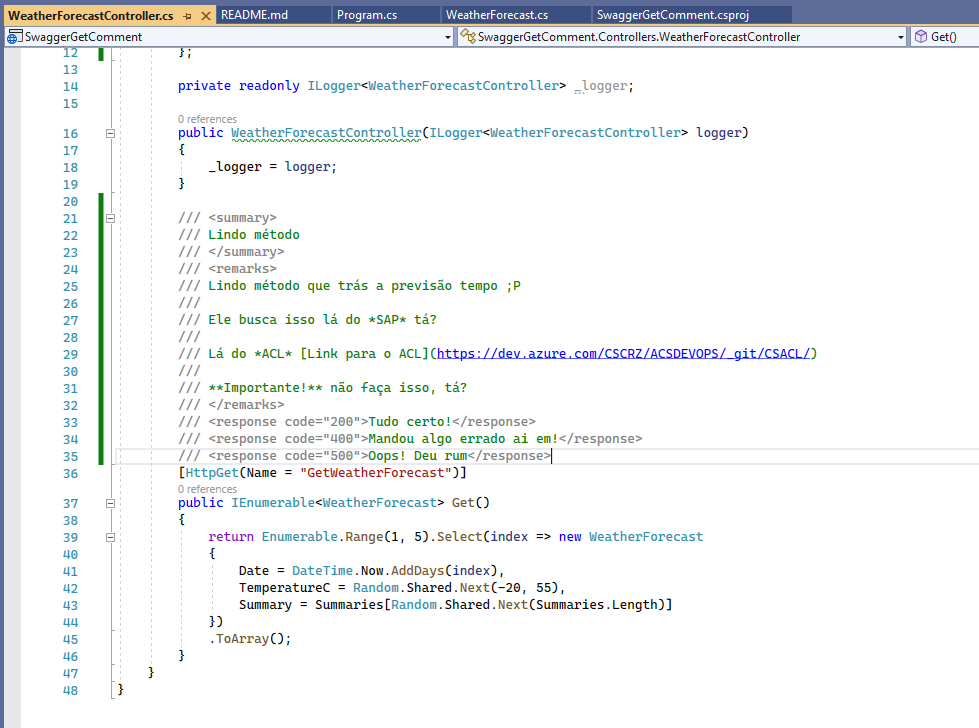 WeatherForecastController.cs README.md Program.cs WeatherForecast.cs SwaggerGetComment.csproj
SwaggerGetComment SwaggerGetComment.Controllers.WeatherForecastController Get()
12 };
13
14 private readonly ILogger<WeatherForecastController> _logger;
15
0 references
16 public WeatherForecastController(ILogger<WeatherForecastController> logger)
17 {
18 _logger = logger;
19 }
20
21 /// <summary>
22 /// Lindo método
23 /// </summary>
24 /// <remarks>
25 /// Lindo método que trás a previsão tempo ;P
26 ///
27 /// Ele busca isso lá do *SAP* tá?
28 ///
29 /// Lá do *ACL* [Link para o ACL](https://dev.azure.com/CSCRZ/ACSDEVOPS/_git/CSACL/)
30 ///
31 /// **Importante!** não faça isso, tá?
32 /// </remarks>
33 /// <response code="200">Tudo certo!</response>
34 /// <response code="400">Mandou algo errado ai em!</response>
35 /// <response code="500">Oops! Deu rum</response>
36 [HttpGet(Name = "GetWeatherForecast")]
0 references
37 public IEnumerable<WeatherForecast> Get()
38 {
39 return Enumerable.Range(1, 5).Select(index => new WeatherForecast
40 {
41 Date = DateTime.Now.AddDays(index),
42 TemperatureC = Random.Shared.Next(-20, 55),
43 Summary = Summaries[Random.Shared.Next(Summaries.Length)]
44 })
45 .ToArray();
46 }
47 }
48 }